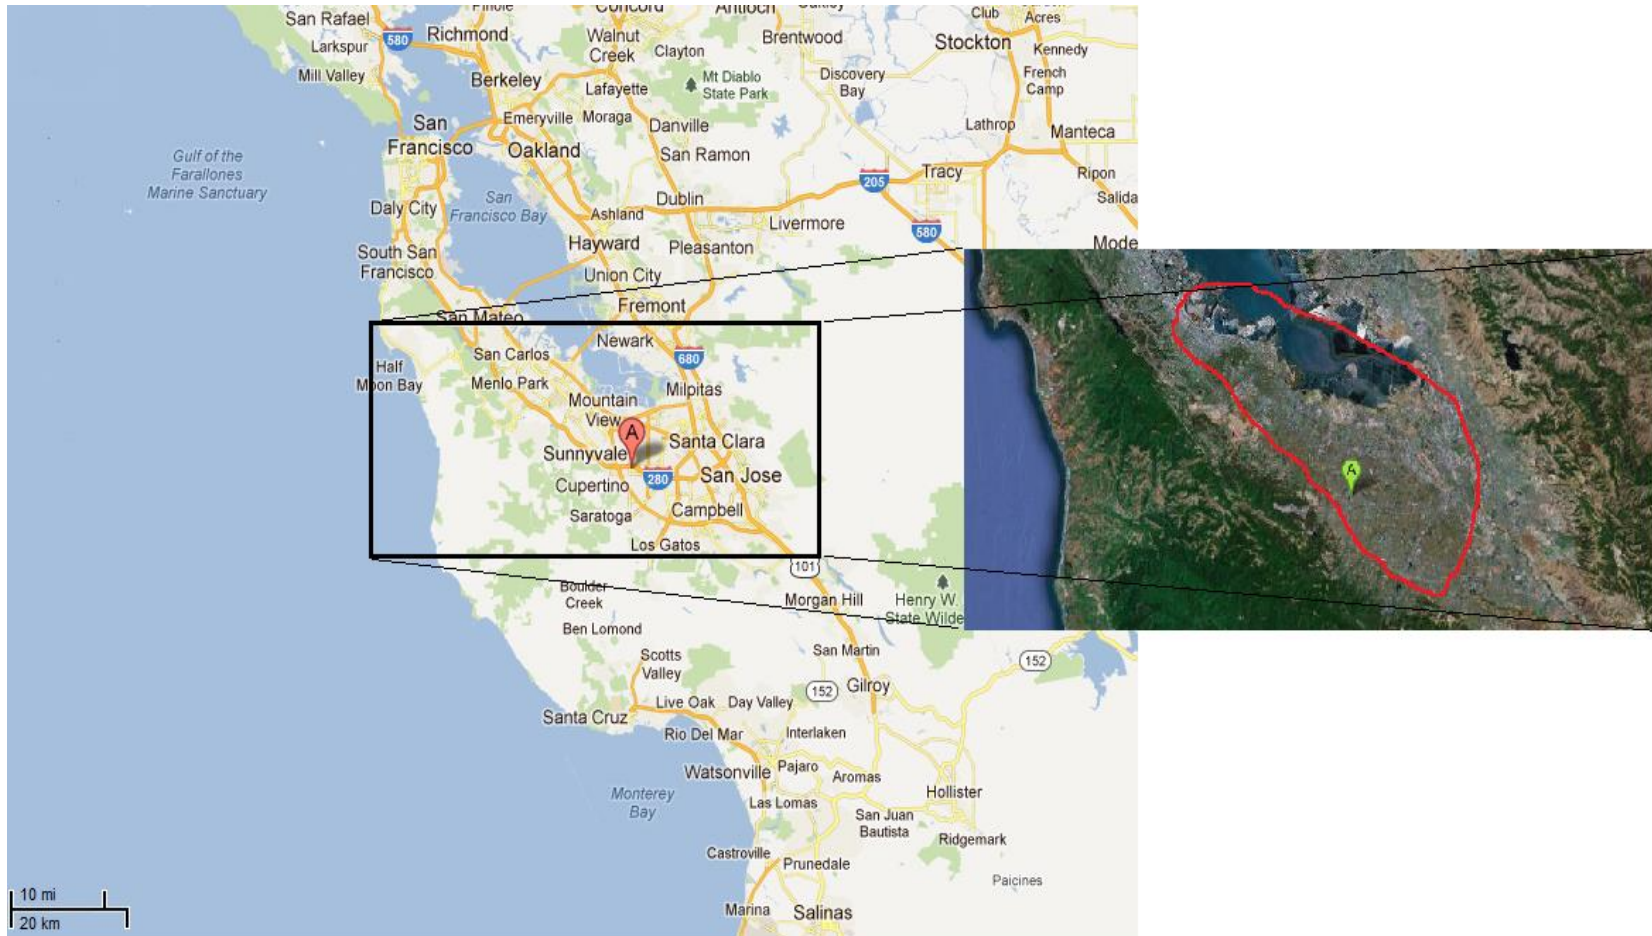 San Rafael
Larkspur
Mill Valley
580
Richmond
Berkeley
Concord
Walnut
Creek
Clayton
Lafayette
Antioch
Mt Diablo
State Park
Brentwood
Discovery
Bay
Club
Acres
Stockton
Kennedy
French
Camp
Lathrop
Manteca
Ripon
Salida
Gulf of the
Farallones
Marine Sanctuary
San
Francisco
Emeryville
Moraga
Oakland
Danville
San Ramon
205
Tracy
Daly City
San
Francisco Bay
Ashland
Dublin
Livermore
580
South San
Francisco
Hayward
Pleasanton
Union City
Mode
Fremont
San Mateo
Newark
680
Half
Moon Bay
San Carlos
Menlo Park
Milpitas
Mountain
View
A
Santa Clara
Sunnyvale
280
San Jose
Cupertino
Saratoga
Campbell
Los Gatos
A
101
Boulder
Creek
Morgan Hill
Henry W.
State Wilde
Ben Lomond
Scotts
Valley
San Martin
152
152
Gilroy
Live Oak
Day Valley
Santa Cruz
Rio Del Mar
Interlaken
Watsonville
Pajaro
Aromas
Monterey
Bay
Las Lomas
Hollister
San Juan
Bautista
Ridgemark
Castroville
Prunedale
Paicines
Marina
Salinas
10 mi
20 km